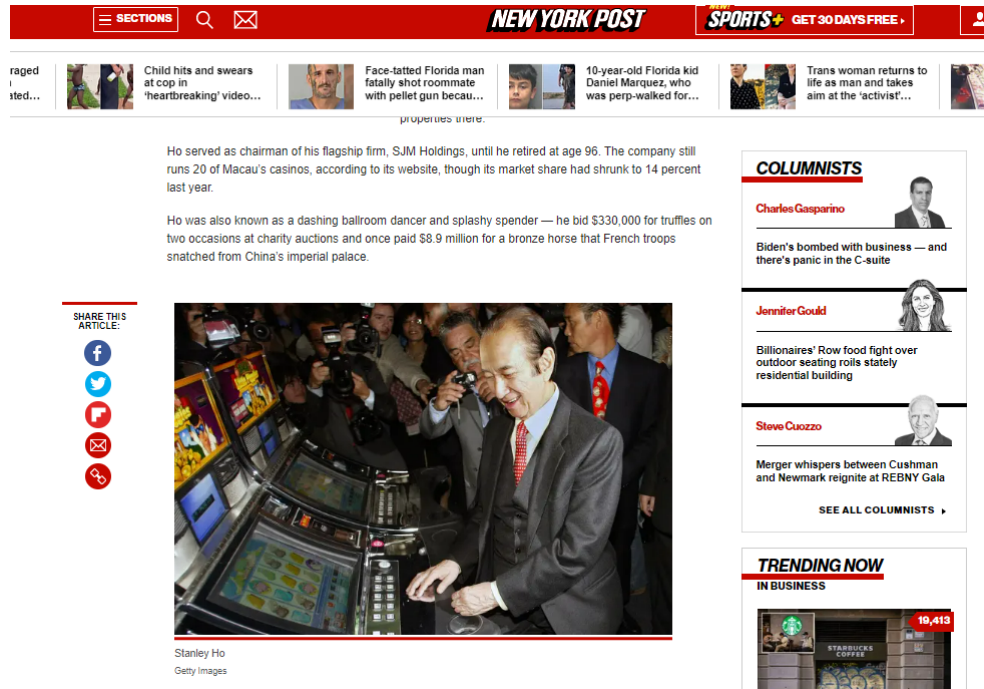 SECTIONS
NEW YORK POST
NEW!
SPORTS+ GET 30 DAYS FREE
raged
ated...
Child hits and swears
at cop in
'heartbreaking' video...
Face-tatted Florida man
fatally shot roommate
with pellet gun becau...
10-year-old Florida kid
Daniel Marquez, who
was perp-walked for...
Trans woman returns to
life as man and takes
aim at the 'activist'...
properties there.
Ho served as chairman of his flagship firm, SJM Holdings, until he retired at age 96. The company still
runs 20 of Macau's casinos, according to its website, though its market share had shrunk to 14 percent
last year.
Ho was also known as a dashing ballroom dancer and splashy spender — he bid $330,000 for truffles on
two occasions at charity auctions and once paid $8.9 million for a bronze horse that French troops
snatched from China's imperial palace.
SHARE THIS
ARTICLE:
Stanley Ho
Getty Images
COLUMNISTS
Charles Gasparino
Biden's bombed with business — and
there's panic in the C-suite
Jennifer Gould
Billionaires' Row food fight over
outdoor seating roils stately
residential building
Steve Cuozzo
Merger whispers between Cushman
and Newmark reignite at REBNY Gala
SEE ALL COLUMNISTS
TRENDING NOW
IN BUSINESS
19,413
STARBUCKS
COFFEE